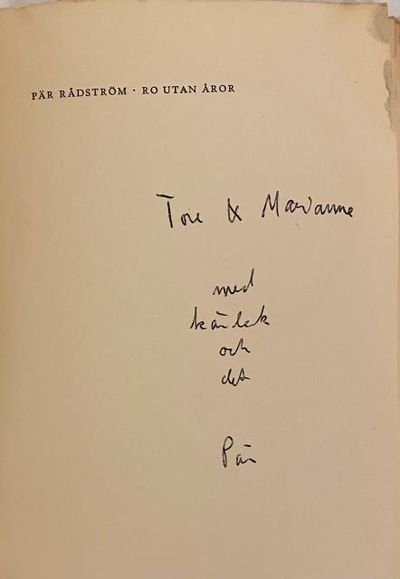 PÄR RÅDSTRÖM · RO UTAN ÅROR
Tore & Marianne
med
kärlek
och
det
Pär